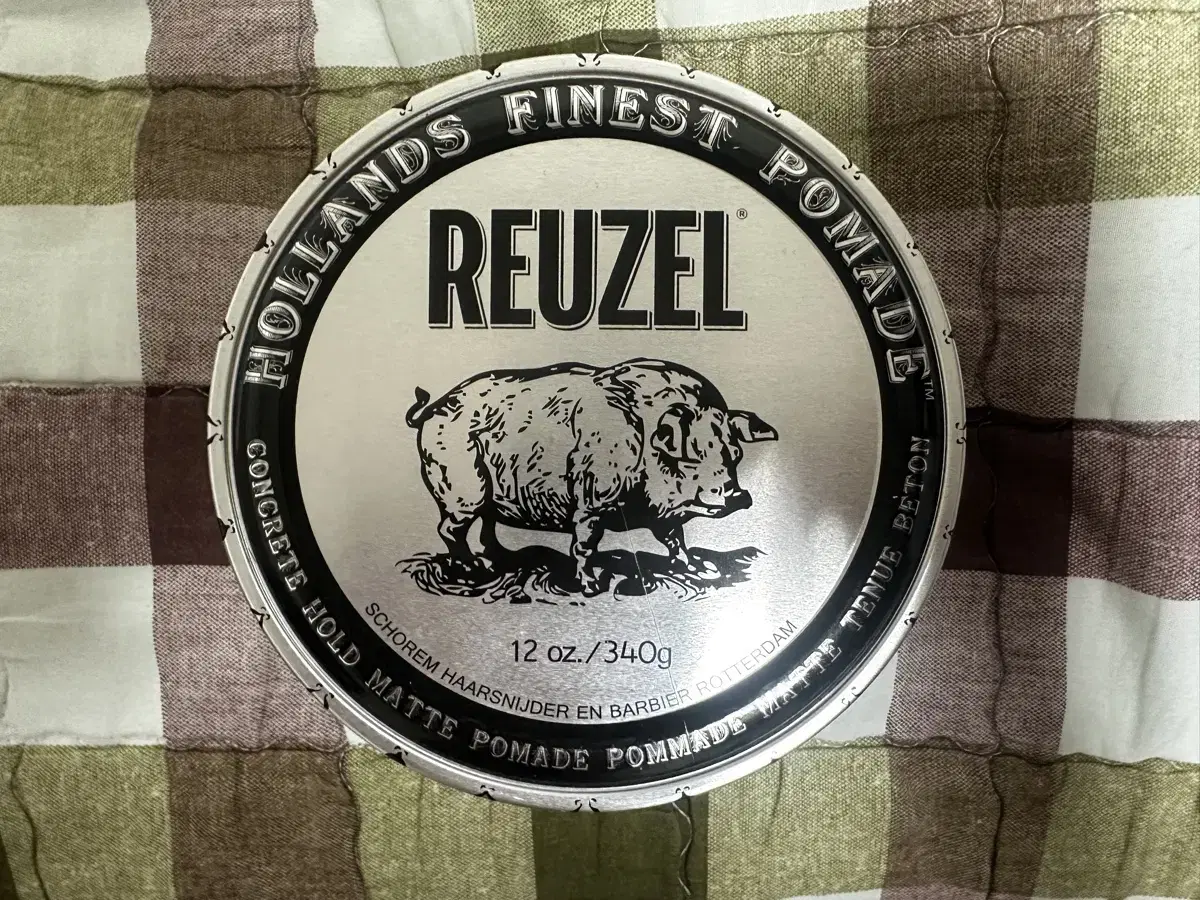 HOLLANDS FINEST POMADE™
REUZEL®
12 oz./340g
SCHOREM HAARSNIJDER EN BARBIER ROTTERDAM
CONCRETE HOLD MATTE POMADE POMMADE MATTE TENUE BÉTON